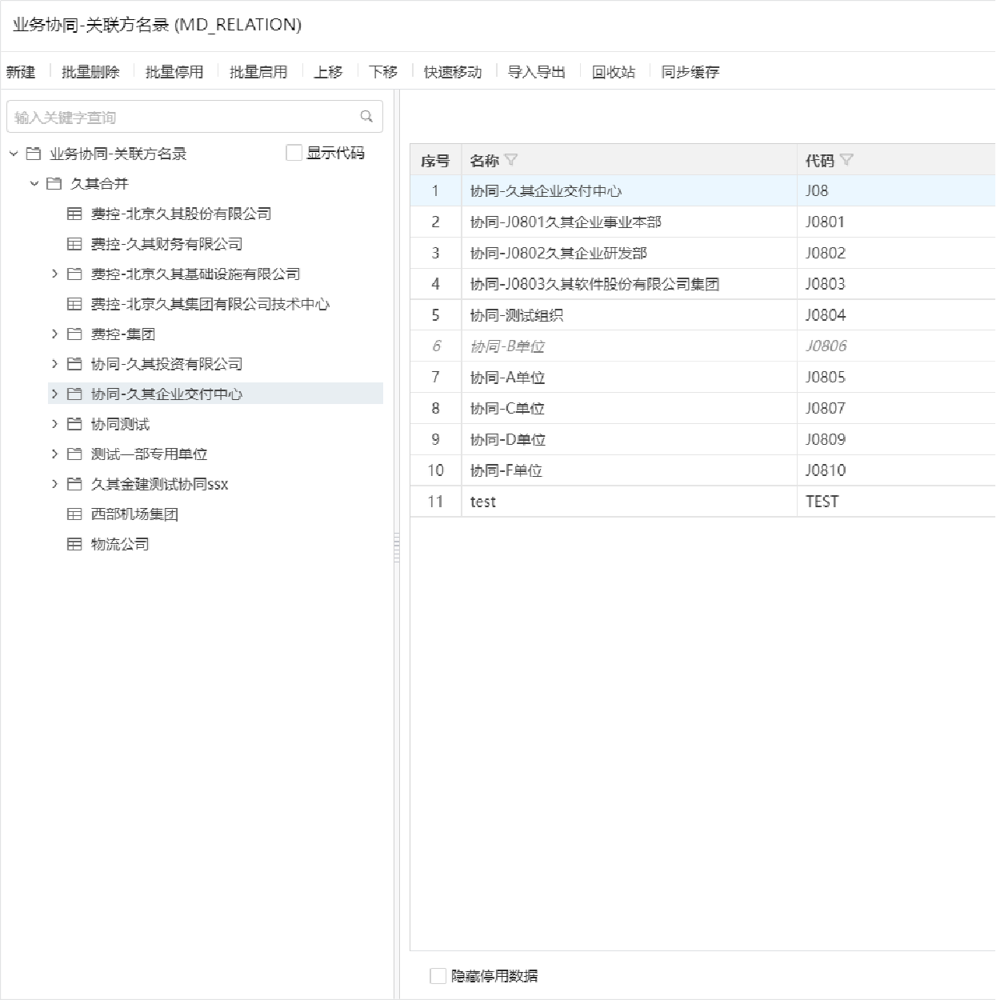 业务协同-关联方名录 (MD_RELATION)
新建 批量删除 批量停用 批量启用 上移 下移 快速移动 导入导出 回收站 同步缓存
输入关键字查询
业务协同-关联方名录 显示代码
久其合并
费控-北京久其股份有限公司
费控-久其财务有限公司
费控-北京久其基础设施有限公司
费控-北京久其集团有限公司技术中心
费控-集团
协同-久其投资有限公司
协同-久其企业交付中心
协同测试
测试一部专用单位
久其金建测试协同ssx
西部机场集团
物流公司
序号 名称 代码
1 协同-久其企业交付中心 J08
2 协同-J0801久其企业事业本部 J0801
3 协同-J0802久其企业研发部 J0802
4 协同-J0803久其软件股份有限公司集团 J0803
5 协同-测试组织 J0804
6 协同-B单位 J0806
7 协同-A单位 J0805
8 协同-C单位 J0807
9 协同-D单位 J0809
10 协同-F单位 J0810
11 test TEST
隐藏停用数据